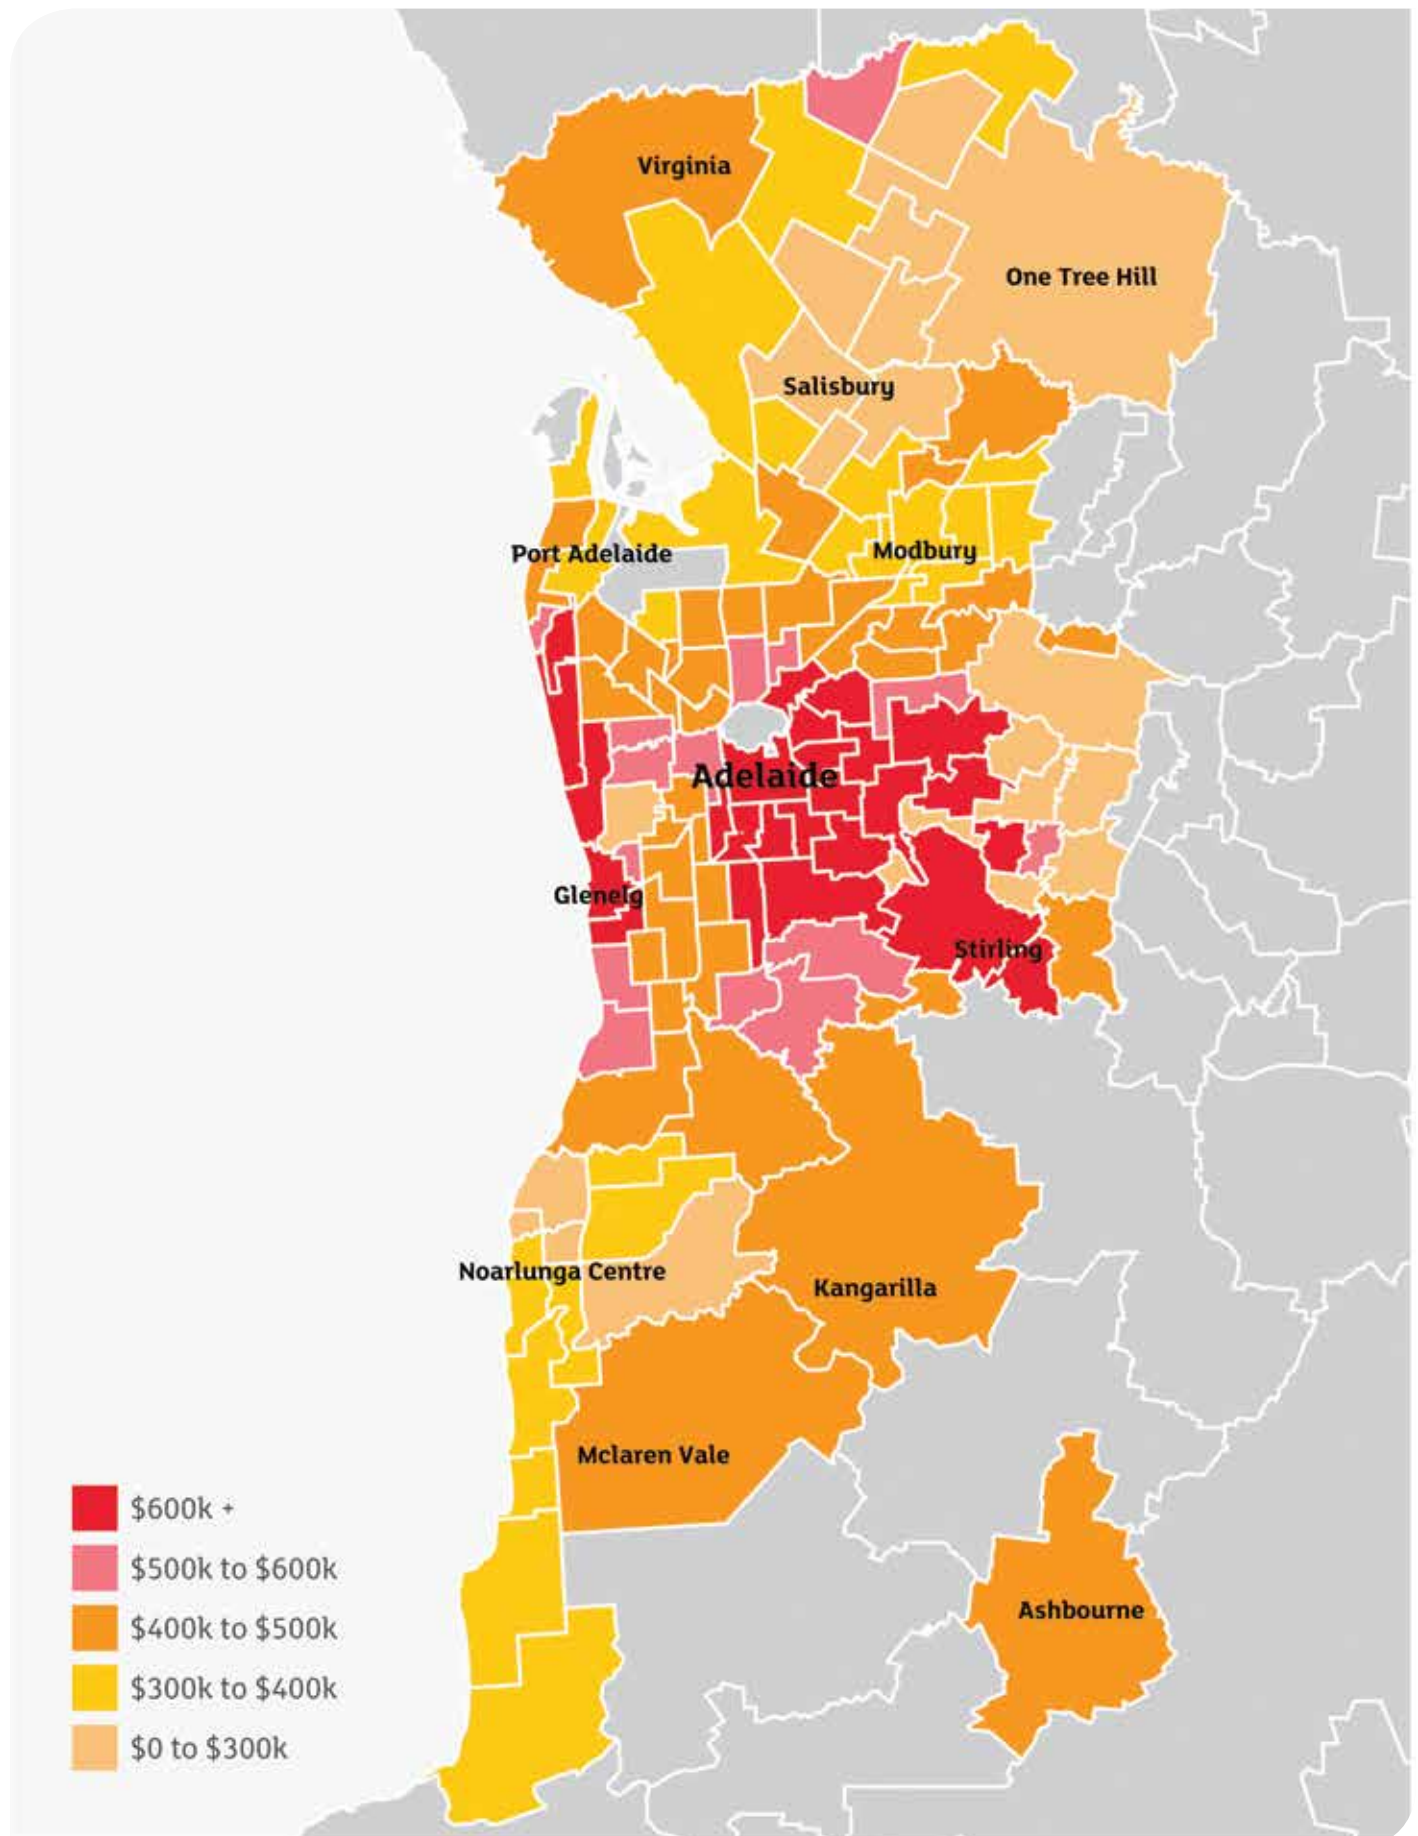 Virginia
One Tree Hill
Salisbury
Port Adelaide
Modbury
Adelaide
Glenelg
Stirling
Noarlunga Centre
Kangarilla
Mclaren Vale
Ashbourne
$600k +
$500k to $600k
$400k to $500k
$300k to $400k
$0 to $300k